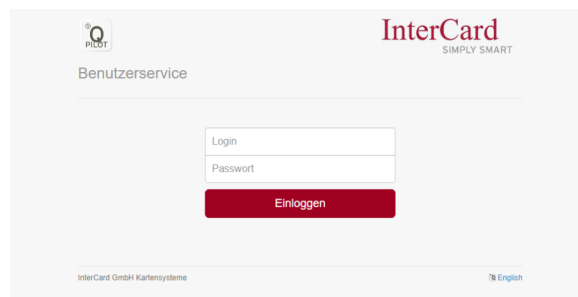 Q
PILOT
InterCard
SIMPLY SMART
Benutzerservice
Login
Passwort
Einloggen
InterCard GmbH Kartensysteme
English